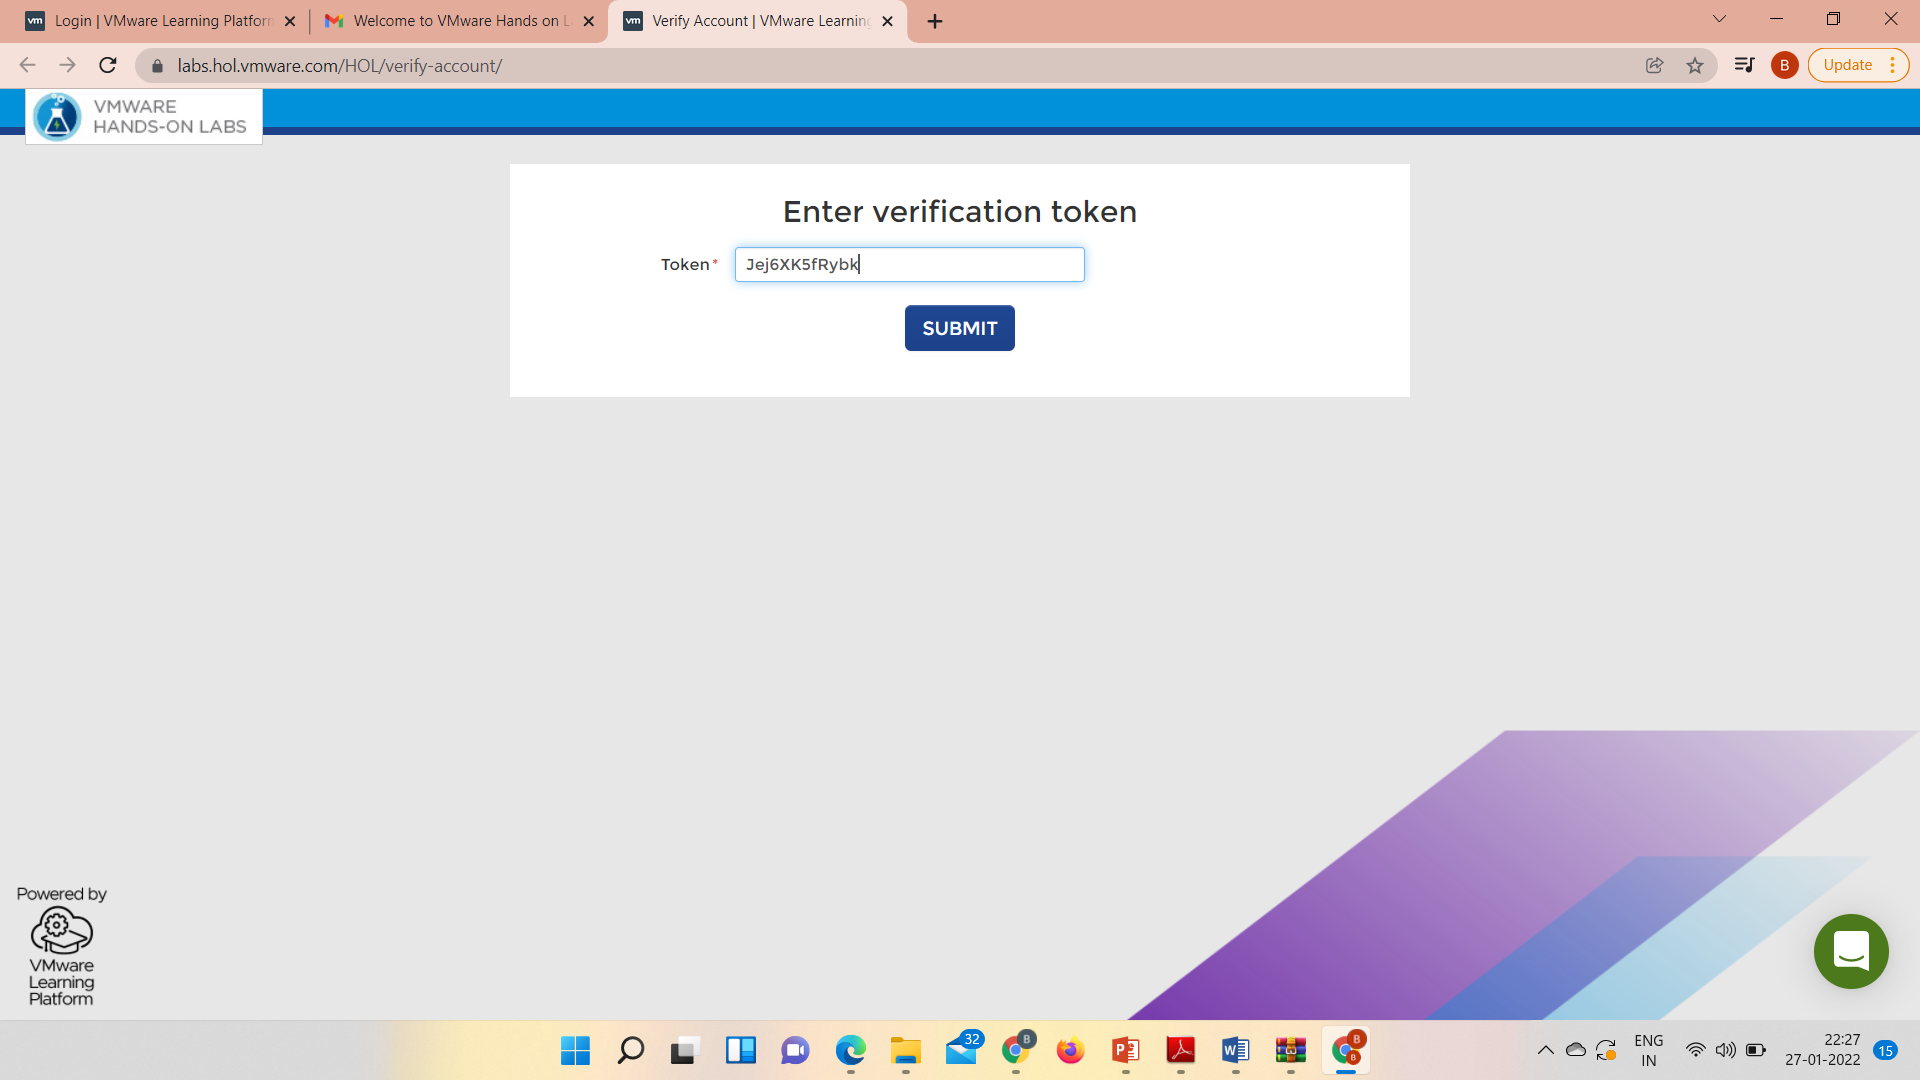 vm Login | VMware Learning Platform
Welcome to VMware Hands on L
vm Verify Account | VMware Learning
labs.hol.vmware.com/HOL/verify-account/
B
Update
VMWARE
HANDS-ON LABS
Enter verification token
Token*
Jej6XK5fRybk
SUBMIT
Powered by
VMware
Learning
Platform
32
B
B
B
ENG
IN
22:27
27-01-2022
15